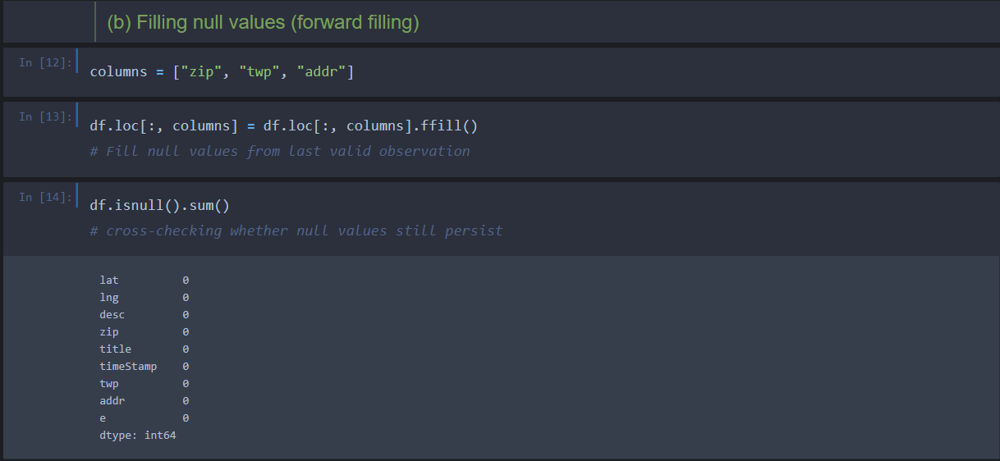 (b) Filling null values (forward filling)
In [12]: columns = ["zip", "twp", "addr"]
In [13]: df.loc[:, columns] = df.loc[:, columns].ffill()
# Fill null values from last valid observation
In [14]: df.isnull().sum()
# cross-checking whether null values still persist
lat 0
lng 0
desc 0
zip 0
title 0
timeStamp 0
twp 0
addr 0
e 0
dtype: int64